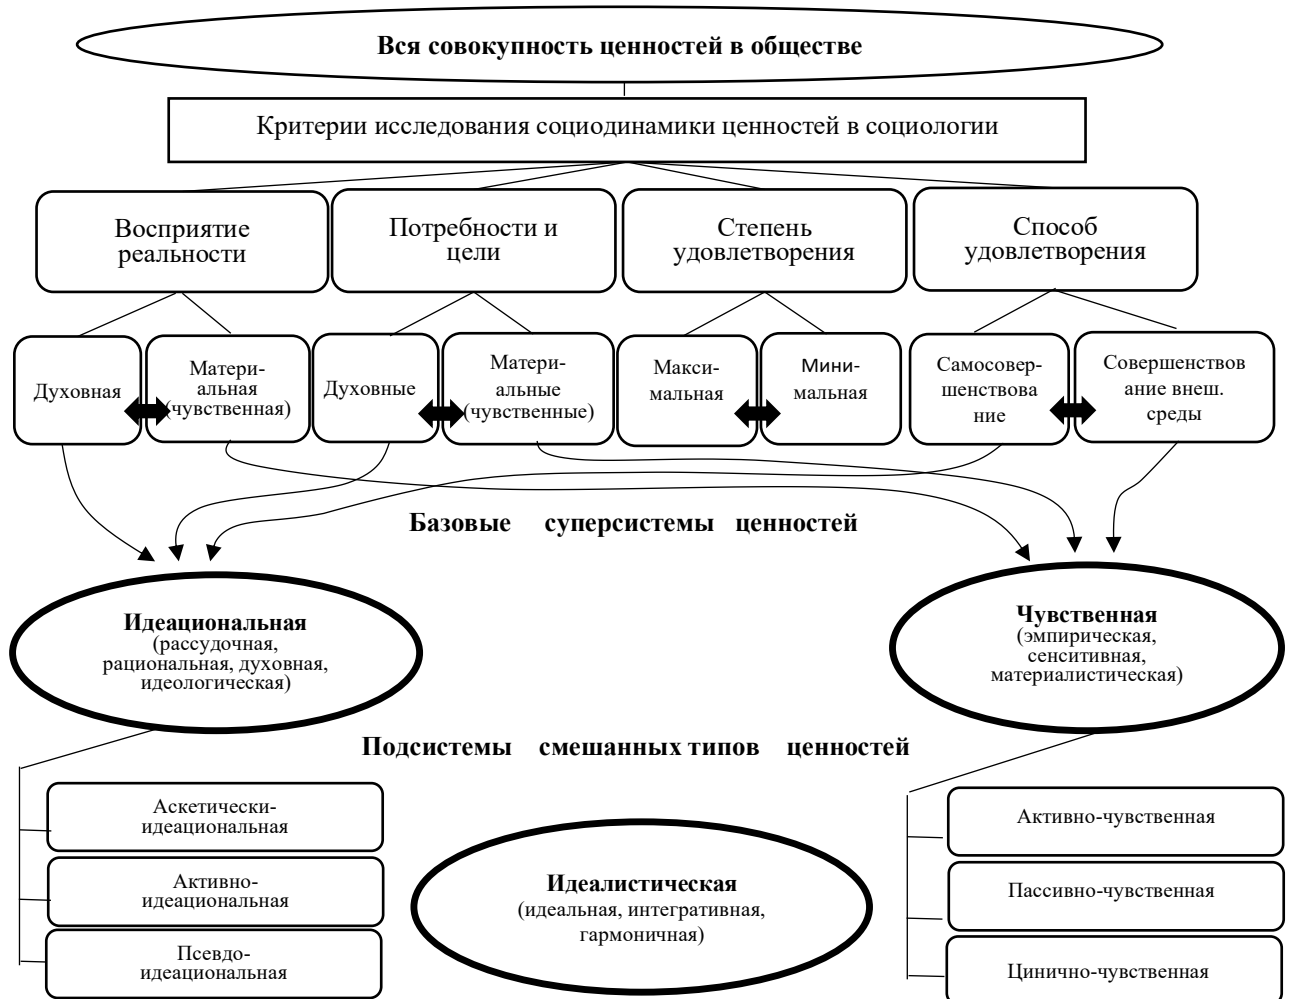 Вся совокупность ценностей в обществе
Критерии исследования социодинамики ценностей в социологии
Восприятие
реальности
Потребности и
цели
Степень
удовлетворения
Способ
удовлетворения
Духовная
Матери-
альная
(чувственная)
Духовные
Матери-
альные
(чувственные)
Макси-
мальная
Мини-
мальная
Самосовер-
шенствова
ние
Совершенствов
ание внеш.
среды
Базовые суперсистемы ценностей
Идеациональная
(рассудочная,
рациональная, духовная,
идеологическая)
Чувственная
(эмпирическая,
сенситивная,
материалистическая)
Подсистемы смешанных типов ценностей
Аскетически-
идеациональная
Активно-
идеациональная
Псевдо-
идеациональная
Идеалистическая
(идеальная, интегративная,
гармоничная)
Активно-чувственная
Пассивно-чувственная
Цинично-чувственная